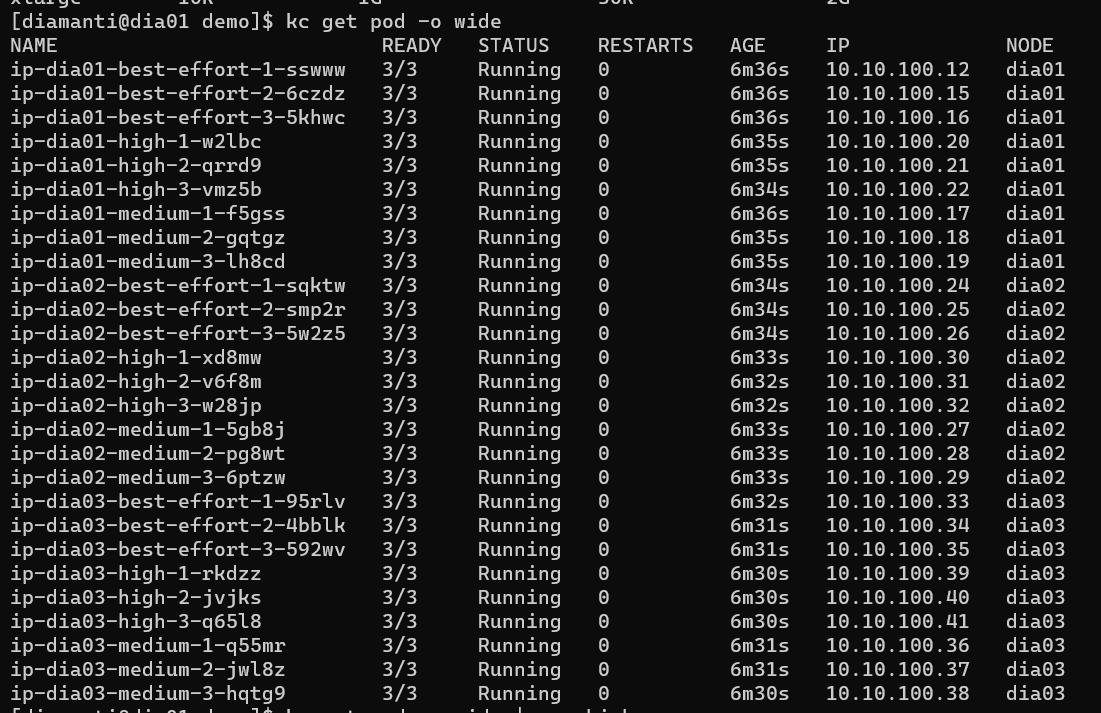 [diamanti@dia01 demo]$ kc get pod -o wide
NAME READY STATUS RESTARTS AGE IP NODE
ip-dia01-best-effort-1-sswww 3/3 Running 0 6m36s 10.10.100.12 dia01
ip-dia01-best-effort-2-6czdz 3/3 Running 0 6m36s 10.10.100.15 dia01
ip-dia01-best-effort-3-5khwc 3/3 Running 0 6m36s 10.10.100.16 dia01
ip-dia01-high-1-w2lbc 3/3 Running 0 6m35s 10.10.100.20 dia01
ip-dia01-high-2-qrrd9 3/3 Running 0 6m35s 10.10.100.21 dia01
ip-dia01-high-3-vmz5b 3/3 Running 0 6m34s 10.10.100.22 dia01
ip-dia01-medium-1-f5gss 3/3 Running 0 6m36s 10.10.100.17 dia01
ip-dia01-medium-2-gqtgz 3/3 Running 0 6m35s 10.10.100.18 dia01
ip-dia01-medium-3-lh8cd 3/3 Running 0 6m35s 10.10.100.19 dia01
ip-dia02-best-effort-1-sqktw 3/3 Running 0 6m34s 10.10.100.24 dia02
ip-dia02-best-effort-2-smp2r 3/3 Running 0 6m34s 10.10.100.25 dia02
ip-dia02-best-effort-3-5w2z5 3/3 Running 0 6m34s 10.10.100.26 dia02
ip-dia02-high-1-xd8mw 3/3 Running 0 6m33s 10.10.100.30 dia02
ip-dia02-high-2-v6f8m 3/3 Running 0 6m32s 10.10.100.31 dia02
ip-dia02-high-3-w28jp 3/3 Running 0 6m32s 10.10.100.32 dia02
ip-dia02-medium-1-5gb8j 3/3 Running 0 6m33s 10.10.100.27 dia02
ip-dia02-medium-2-pg8wt 3/3 Running 0 6m33s 10.10.100.28 dia02
ip-dia02-medium-3-6ptzw 3/3 Running 0 6m33s 10.10.100.29 dia02
ip-dia03-best-effort-1-95rlv 3/3 Running 0 6m32s 10.10.100.33 dia03
ip-dia03-best-effort-2-4bblk 3/3 Running 0 6m31s 10.10.100.34 dia03
ip-dia03-best-effort-3-592wv 3/3 Running 0 6m31s 10.10.100.35 dia03
ip-dia03-high-1-rkdzz 3/3 Running 0 6m30s 10.10.100.39 dia03
ip-dia03-high-2-jvjks 3/3 Running 0 6m30s 10.10.100.40 dia03
ip-dia03-high-3-q65l8 3/3 Running 0 6m30s 10.10.100.41 dia03
ip-dia03-medium-1-q55mr 3/3 Running 0 6m31s 10.10.100.36 dia03
ip-dia03-medium-2-jwl8z 3/3 Running 0 6m31s 10.10.100.37 dia03
ip-dia03-medium-3-hqtg9 3/3 Running 0 6m30s 10.10.100.38 dia03